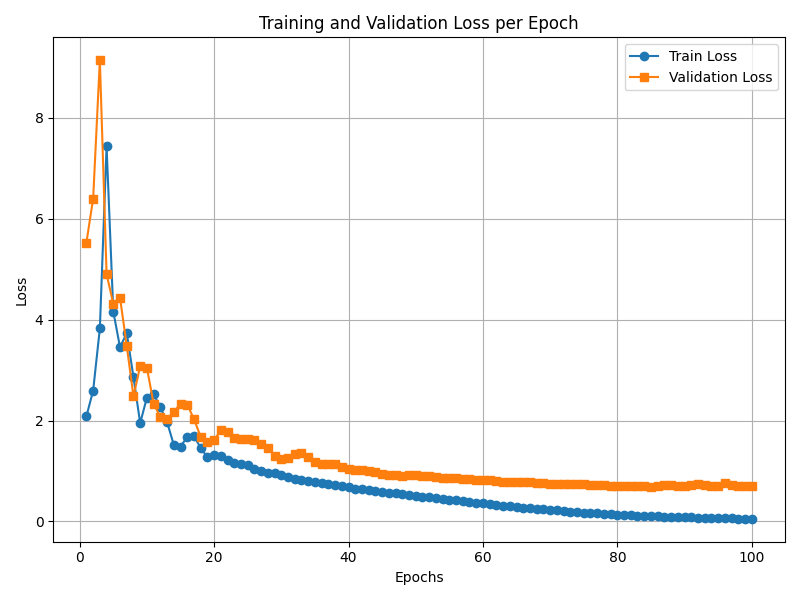 Training and Validation Loss per Epoch
Train Loss
Validation Loss
Loss
8
6
4
2
0
0 20 40 60 80 100
Epochs